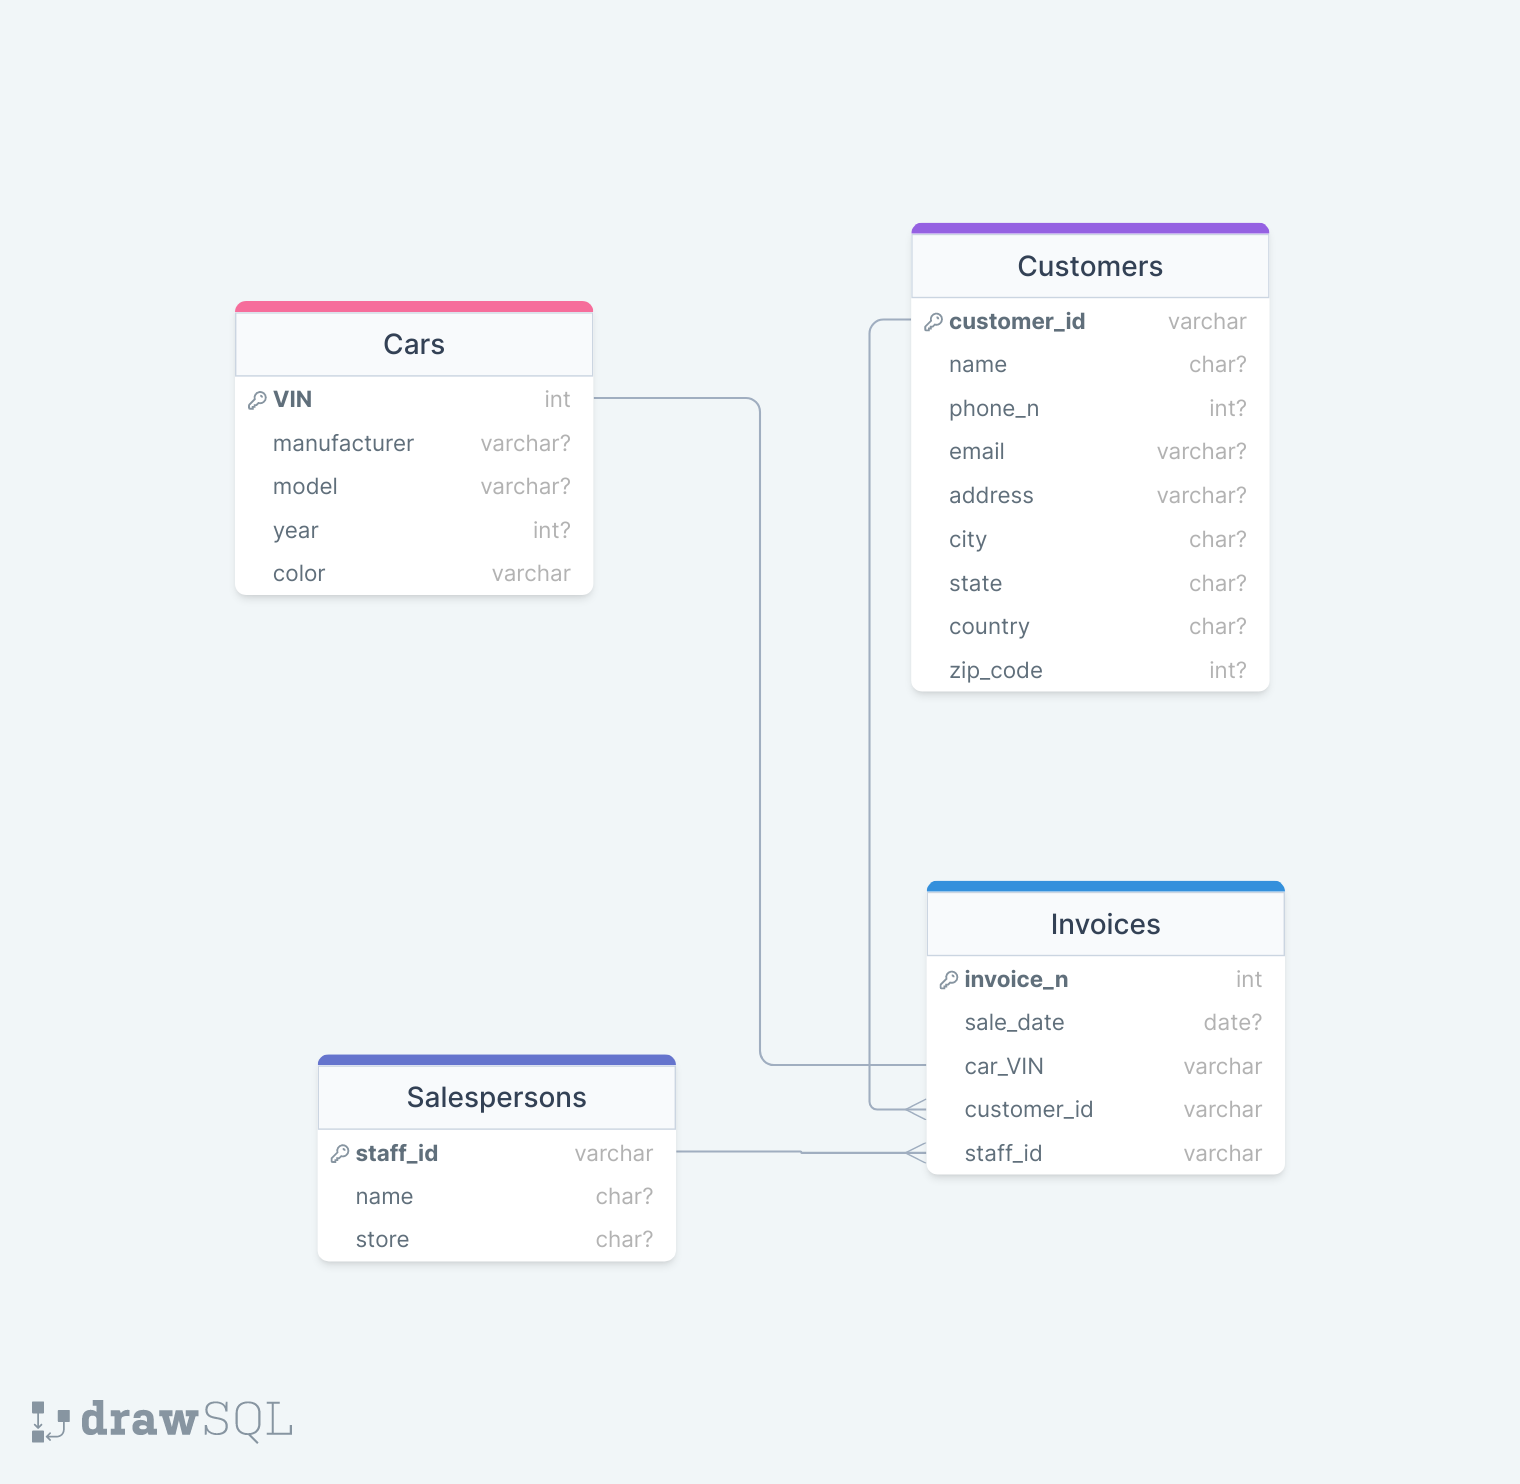 Cars
VIN int
manufacturer varchar?
model varchar?
year int?
color varchar
Customers
customer_id varchar
name char?
phone_n int?
email varchar?
address varchar?
city char?
state char?
country char?
zip_code int?
Salespersons
staff_id varchar
name char?
store char?
Invoices
invoice_n int
sale_date date?
car_VIN varchar
customer_id varchar
staff_id varchar
drawSQL